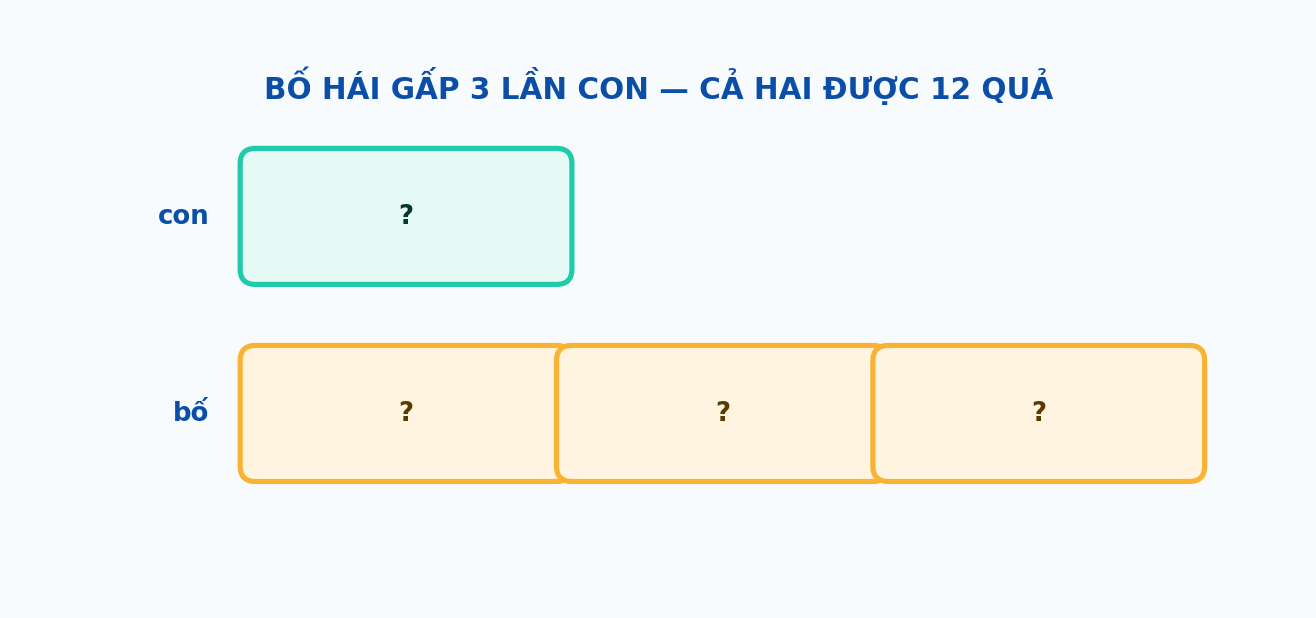 BỐ HÁI GẤP 3 LẦN CON — CẢ HAI ĐƯỢC 12 QUẢ
con ?
bố ? ? ?